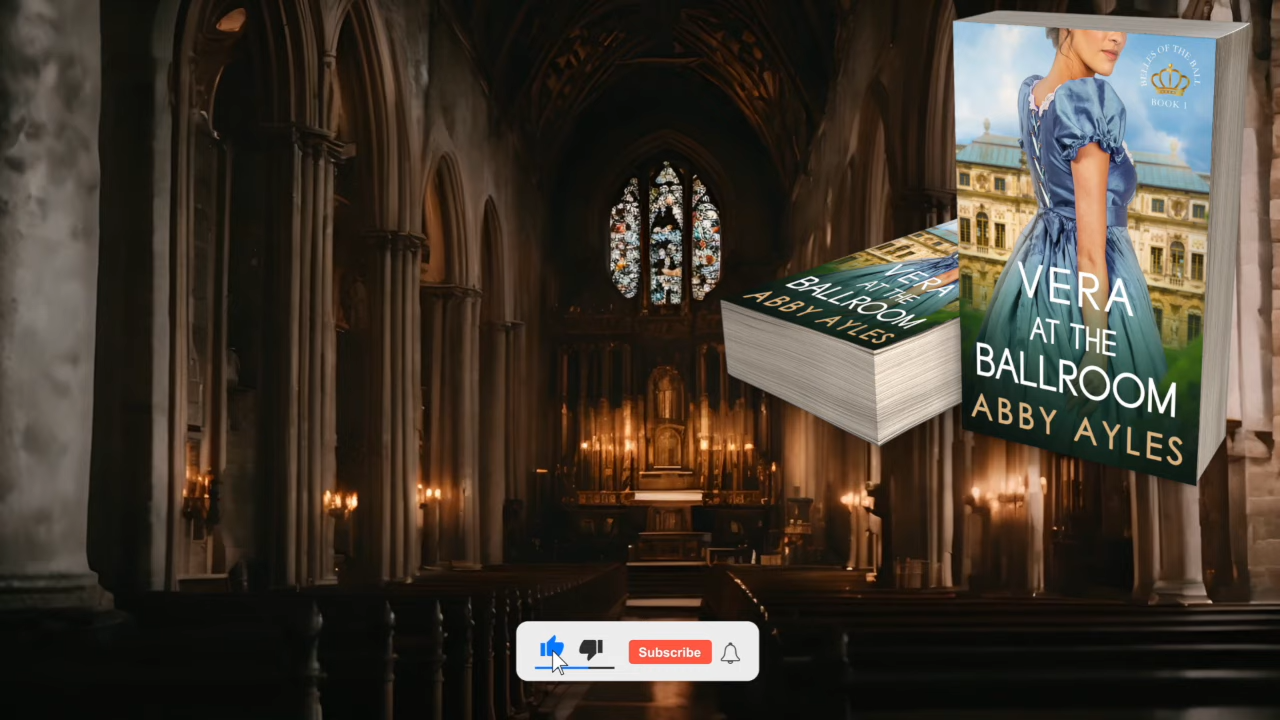 BELLES OF THE BALL
BOOK 1
VERA
AT THE
BALLROOM
ABBY AYLES
VERA
AT THE
BALLROOM
ABBY AYLES
Subscribe